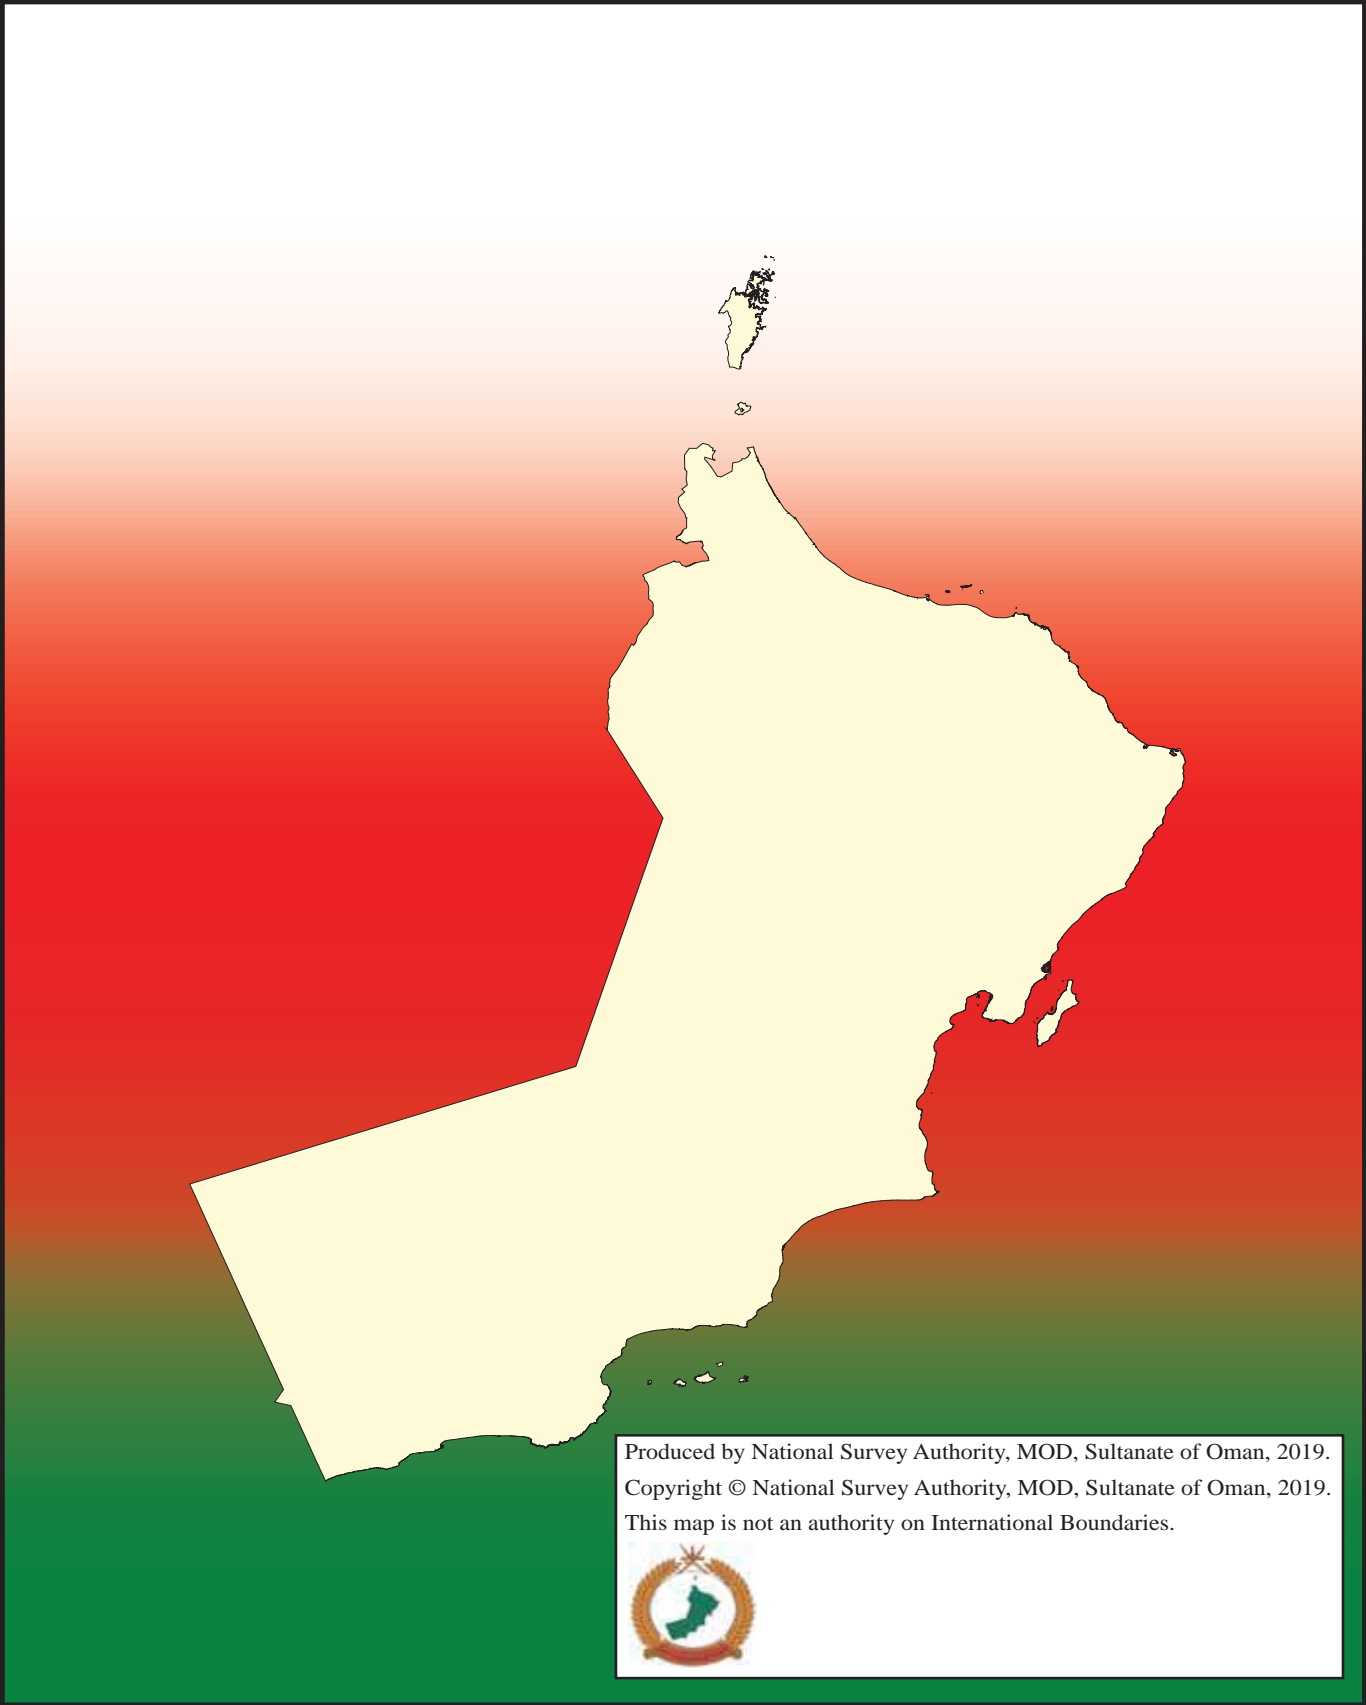 Produced by National Survey Authority, MOD, Sultanate of Oman, 2019.
Copyright © National Survey Authority, MOD, Sultanate of Oman, 2019.
This map is not an authority on International Boundaries.